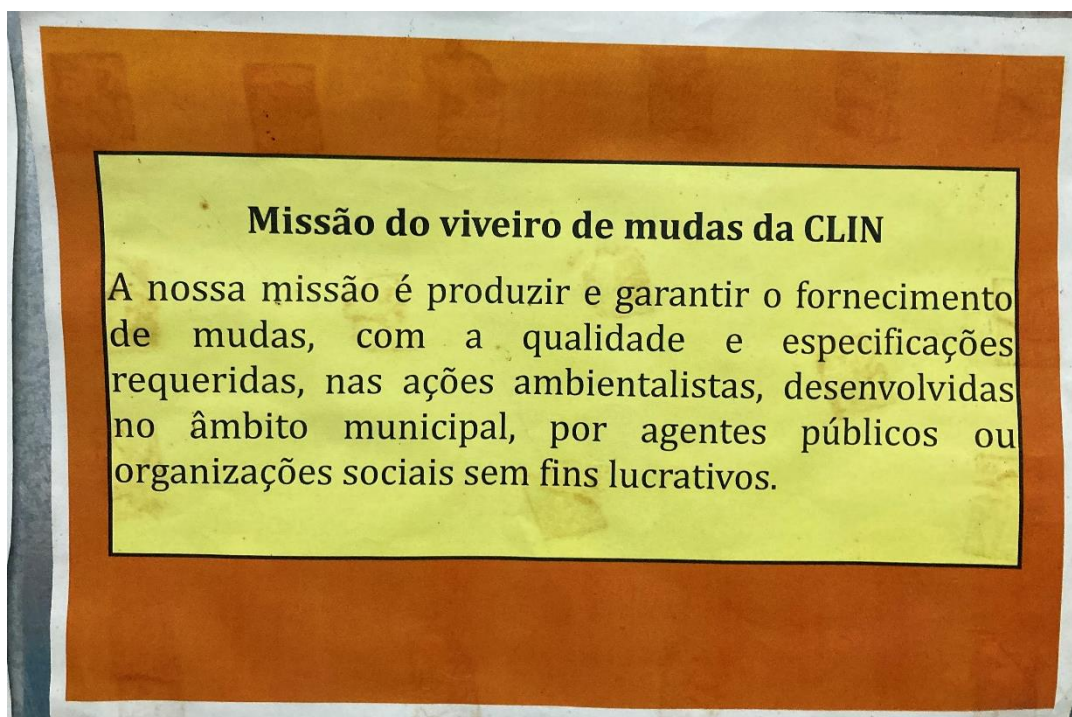 Missão do viveiro de mudas da CLIN
A nossa missão é produzir e garantir o fornecimento
de mudas, com a qualidade e especificações
requeridas, nas ações ambientalistas, desenvolvidas
no âmbito municipal, por agentes públicos ou
organizações sociais sem fins lucrativos.